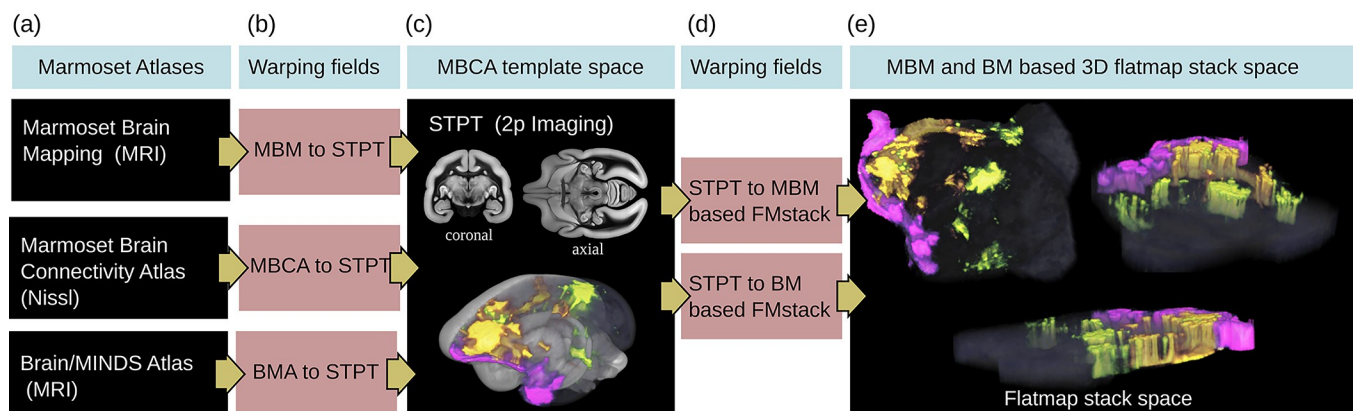 (a)
(b)
(c)
(d)
(e)
Marmoset Atlases
Warping fields
MBCA template space
Warping fields
MBM and BM based 3D flatmap stack space
Marmoset Brain
Mapping (MRI)
MBM to STPT
STPT (2p Imaging)
coronal
axial
STPT to MBM
based FMstack
Marmoset Brain
Connectivity Atlas
(Nissl)
MBCA to STPT
STPT to BM
based FMstack
Brain/MINDS Atlas
(MRI)
BMA to STPT
Flatmap stack space